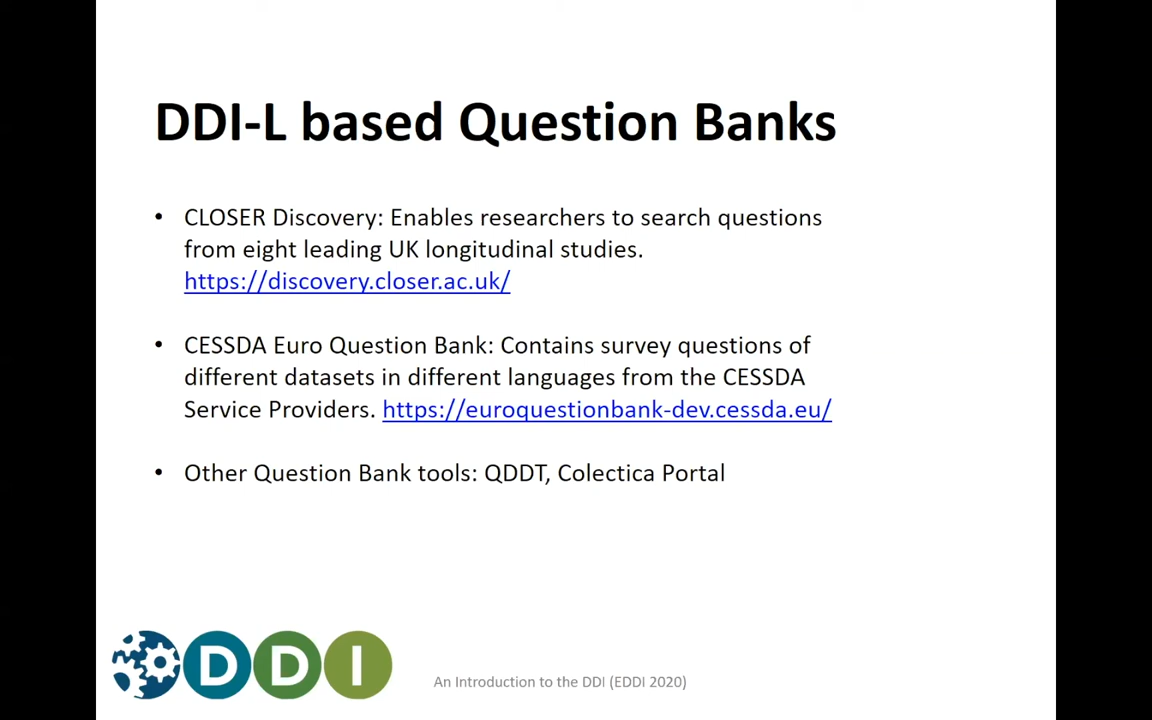 DDI-L based Question Banks
• CLOSER Discovery: Enables researchers to search questions
from eight leading UK longitudinal studies.
https://discovery.closer.ac.uk/
• CESSDA Euro Question Bank: Contains survey questions of
different datasets in different languages from the CESSDA
Service Providers. https://euroquestionbank-dev.cessda.eu/
• Other Question Bank tools: QDDT, Colectica Portal
DDI
An Introduction to the DDI (EDDI 2020)